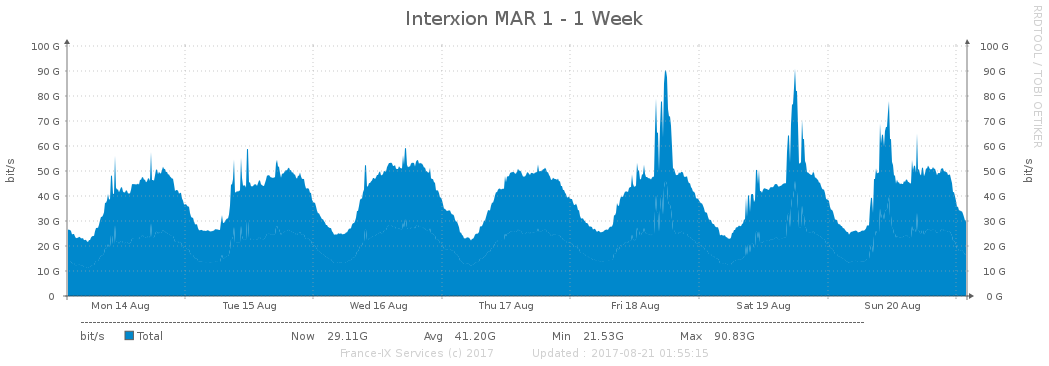 Interxion MAR 1 - 1 Week
RRDTOOL / TOBI OETIKER
bit/s
bit/s
100 G 100 G
90 G 90 G
80 G 80 G
70 G 70 G
60 G 60 G
50 G 50 G
40 G 40 G
30 G 30 G
20 G 20 G
10 G 10 G
0 0 G
Mon 14 Aug Tue 15 Aug Wed 16 Aug Thu 17 Aug Fri 18 Aug Sat 19 Aug Sun 20 Aug
bit/s Total Now 29.11G Avg 41.20G Min 21.53G Max 90.83G
France-IX Services (c) 2017 Updated : 2017-08-21 01:55:15